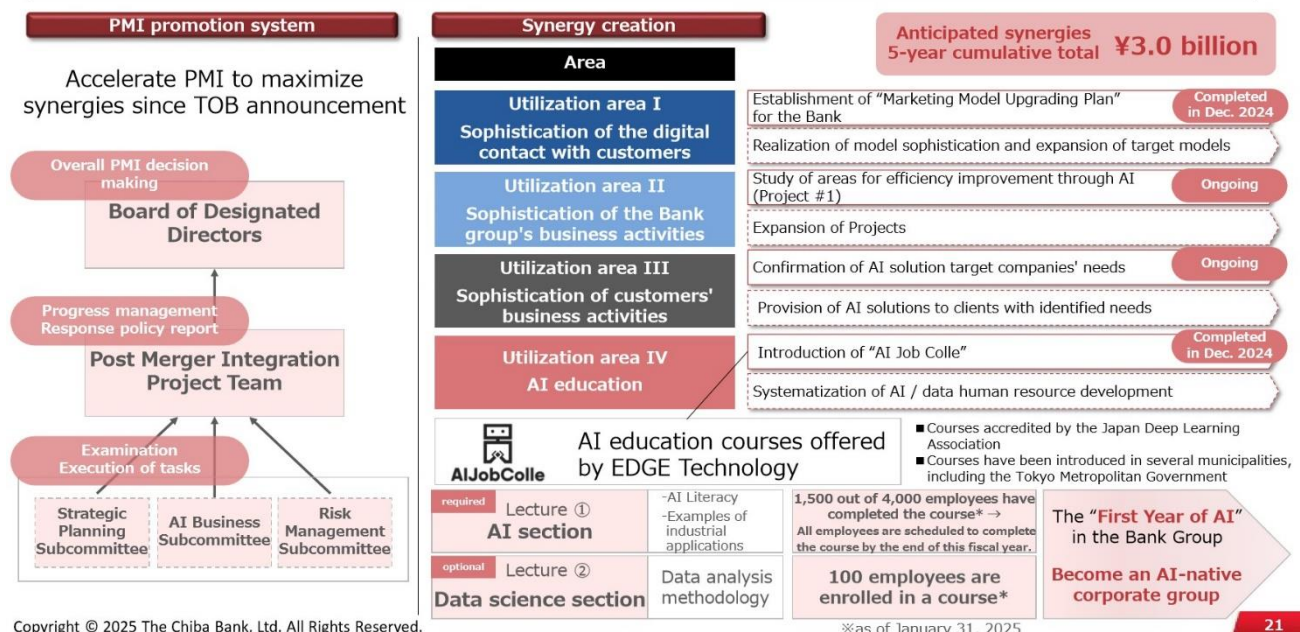 PMI promotion system
Accelerate PMI to maximize
synergies since TOB announcement
Overall PMI decision
making
Board of Designated
Directors
Progress management
Response policy report
Post Merger Integration
Project Team
Examination
Execution of tasks
Strategic
Planning
Subcommittee
AI Business
Subcommittee
Risk
Management
Subcommittee
Synergy creation
Anticipated synergies
5-year cumulative total
¥3.0 billion
Area
Utilization area I
Sophistication of the digital
contact with customers
Establishment of "Marketing Model Upgrading Plan"
for the Bank
Completed
in Dec. 2024
Realization of model sophistication and expansion of target models
Utilization area II
Sophistication of the Bank
group's business activities
Study of areas for efficiency improvement through AI
(Project #1)
Ongoing
Expansion of Projects
Utilization area III
Sophistication of customers'
business activities
Confirmation of AI solution target companies' needs
Ongoing
Provision of AI solutions to clients with identified needs
Utilization area IV
AI education
Introduction of "AI Job Colle"
Completed
in Dec. 2024
Systematization of AI / data human resource development
AIJobColle
AI education courses offered
by EDGE Technology
■Courses accredited by the Japan Deep Learning
Association
■Courses have been introduced in several municipalities,
including the Tokyo Metropolitan Government
required
Lecture ①
AI section
-AI Literacy
-Examples of
industrial
applications
1,500 out of 4,000 employees have
completed the course* →
All employees are scheduled to complete
the course by the end of this fiscal year.
optional
Lecture ②
Data science section
Data analysis
methodology
100 employees are
enrolled in a course*
The "First Year of AI"
in the Bank Group
Become an AI-native
corporate group
Copyright © 2025 The Chiba Bank, Ltd. All Rights Reserved.
※as of January 31, 2025
21